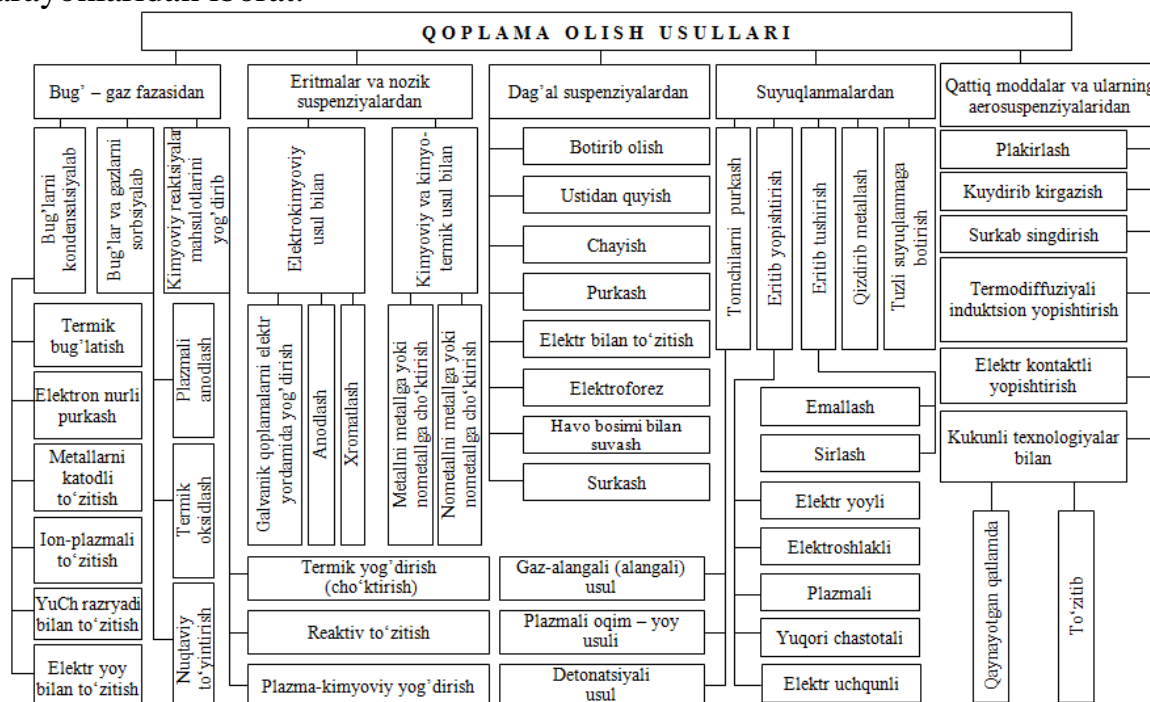 QOPLAMA OLISH USULLARI
Bug’ – gaz fazasidan
Eritmalar va nozik
suspenziyalardan
Dag’al suspenziyalardan
Suyuqlanmalardan
Qattiq moddalar va ularning
aerosuspenziyalaridan
Bug’larni
kondensatsiyalab
Bug’lar va gazlarni
sorbsiyalab
Kimyoviy reaktsiyalar
mahsulotlarini
yog’dirib
Termik
bug’latish
Elektron nurli
purkash
Metallarni
katodli
to‘zitish
Ion-plazmali
to‘zitish
YuCh razryadi
bilan to‘zitish
Elektr yoy
bilan to‘zitish
Plazmali
anodlash
Termik
oksidlash
Nuqtaviy
to‘yintirish
Elektrokimyoviy
usul bilan
Kimyoviy va kimyo-
termik usul bilan
Galvanik qoplamalarni elektr
yordamida yog’dirish
Anodlash
Xromatlash
Metallni metallga yoki
nometallga cho‘ktirish
Nometallni metallga yoki
nometallga cho‘ktirish
Termik yog’dirish
(cho‘ktirish)
Reaktiv to‘zitish
Plazma-kimyoviy yog’dirish
Botirib olish
Ustidan quyish
Chayish
Purkash
Elektr bilan to‘zitish
Elektroforez
Havo bosimi bilan
suvash
Surkash
Gaz-alangali (alangali)
usul
Plazmali oqim – yoy
usuli
Detonatsiyali
usul
Tomchilarni purkash
Eritib yopishtirish
Eritib tushirish
Qizdirib metallash
Tuzli suyuqlanmaga
botirish
Emallash
Sirlash
Elektr yoyli
Elektroshlakli
Plazmali
Yuqori chastotali
Elektr uchqunli
Plakirlash
Kuydirib kirgazish
Surkab singdirish
Termodiffuziyali
induktsion yopishtirish
Elektr kontaktli
yopishtirish
Kukunli texnologiyalar
bilan
Qaynayotgan qatlamda
To‘zitib